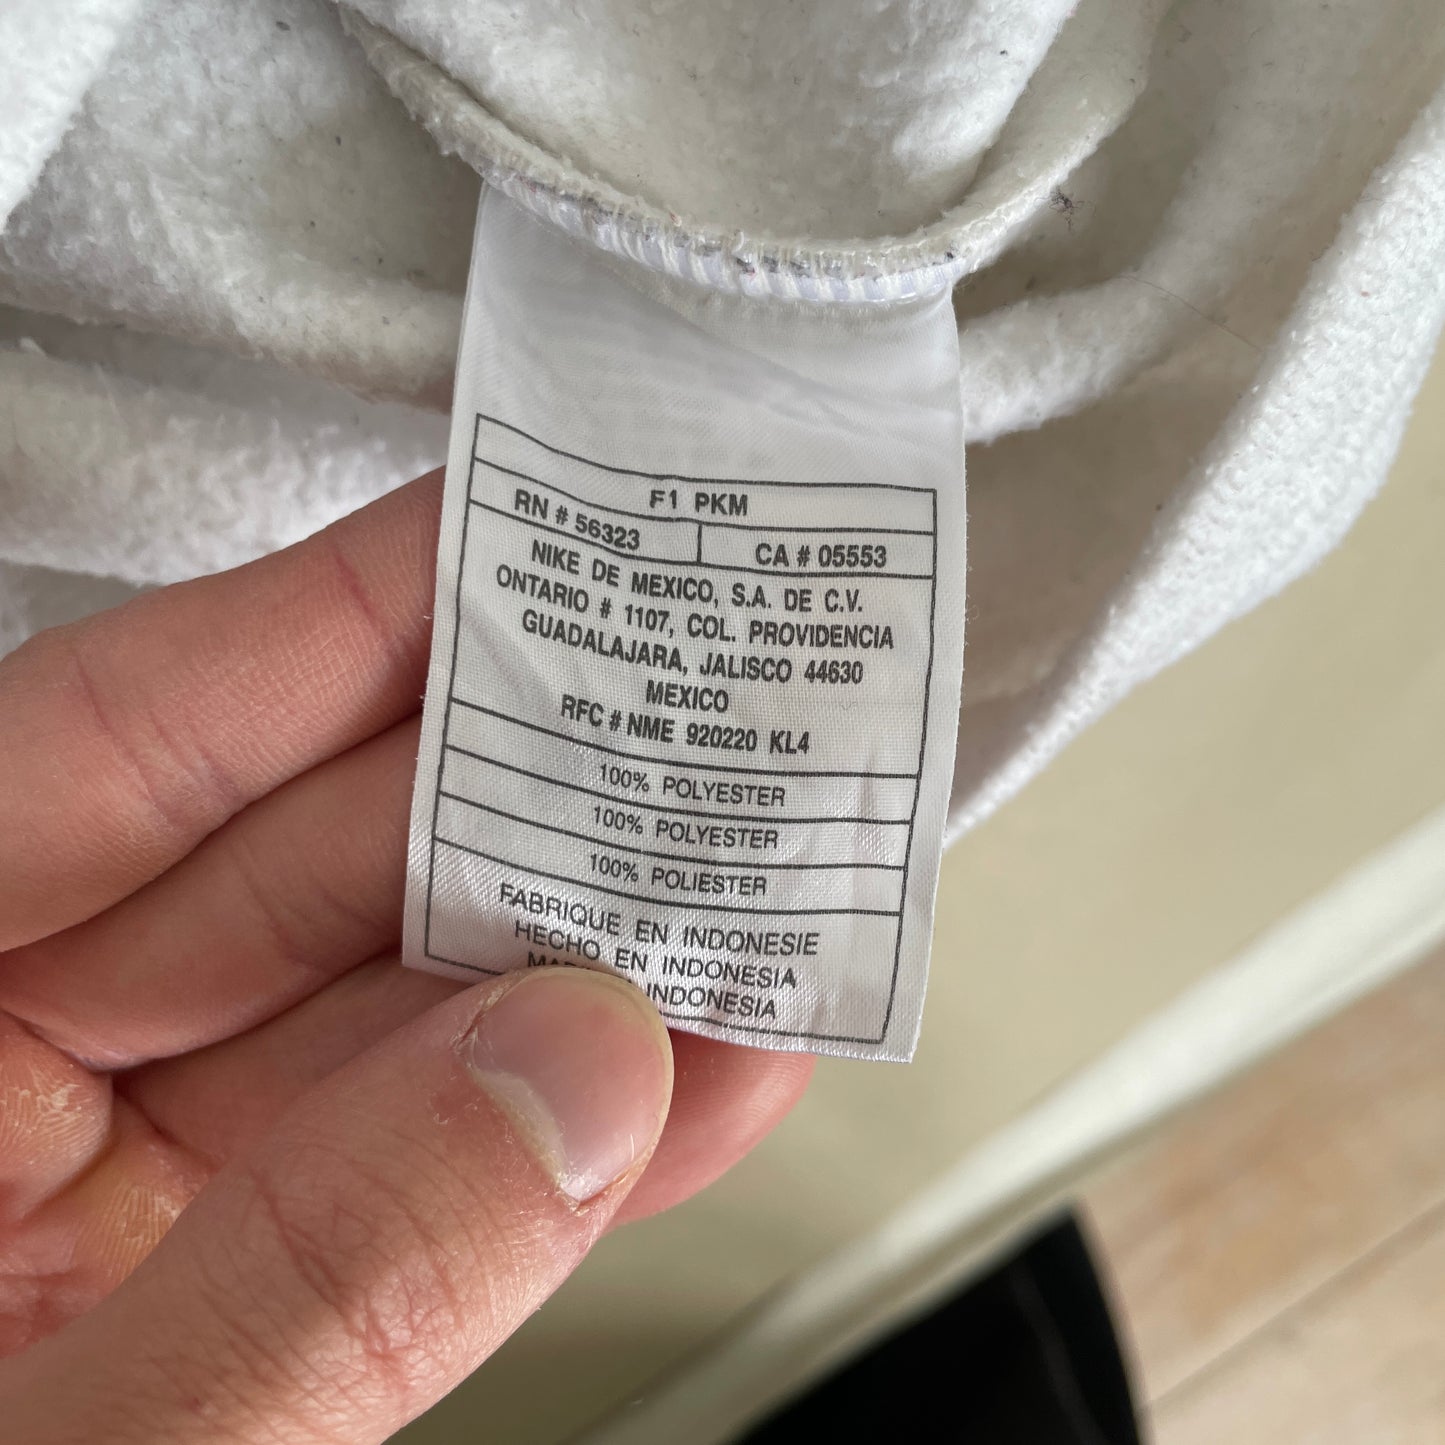 F1 PKM
RN # 56323
CA # 05553
NIKE DE MEXICO, S.A. DE C.V.
ONTARIO # 1107, COL. PROVIDENCIA
GUADALAJARA, JALISCO 44630
MEXICO
RFC # NME 920220 KL4
100% POLYESTER
100% POLYESTER
100% POLIESTER
FABRIQUE EN INDONESIE
HECHO EN INDONESIA
INDONESIA